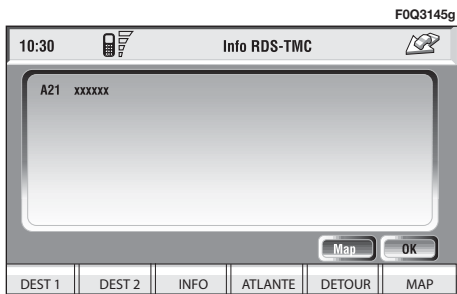 F0Q3145g
10:30 Info RDS-TMC
A21 xxxxxx
Map OK
DEST 1 DEST 2 INFO ATLANTE DETOUR MAP